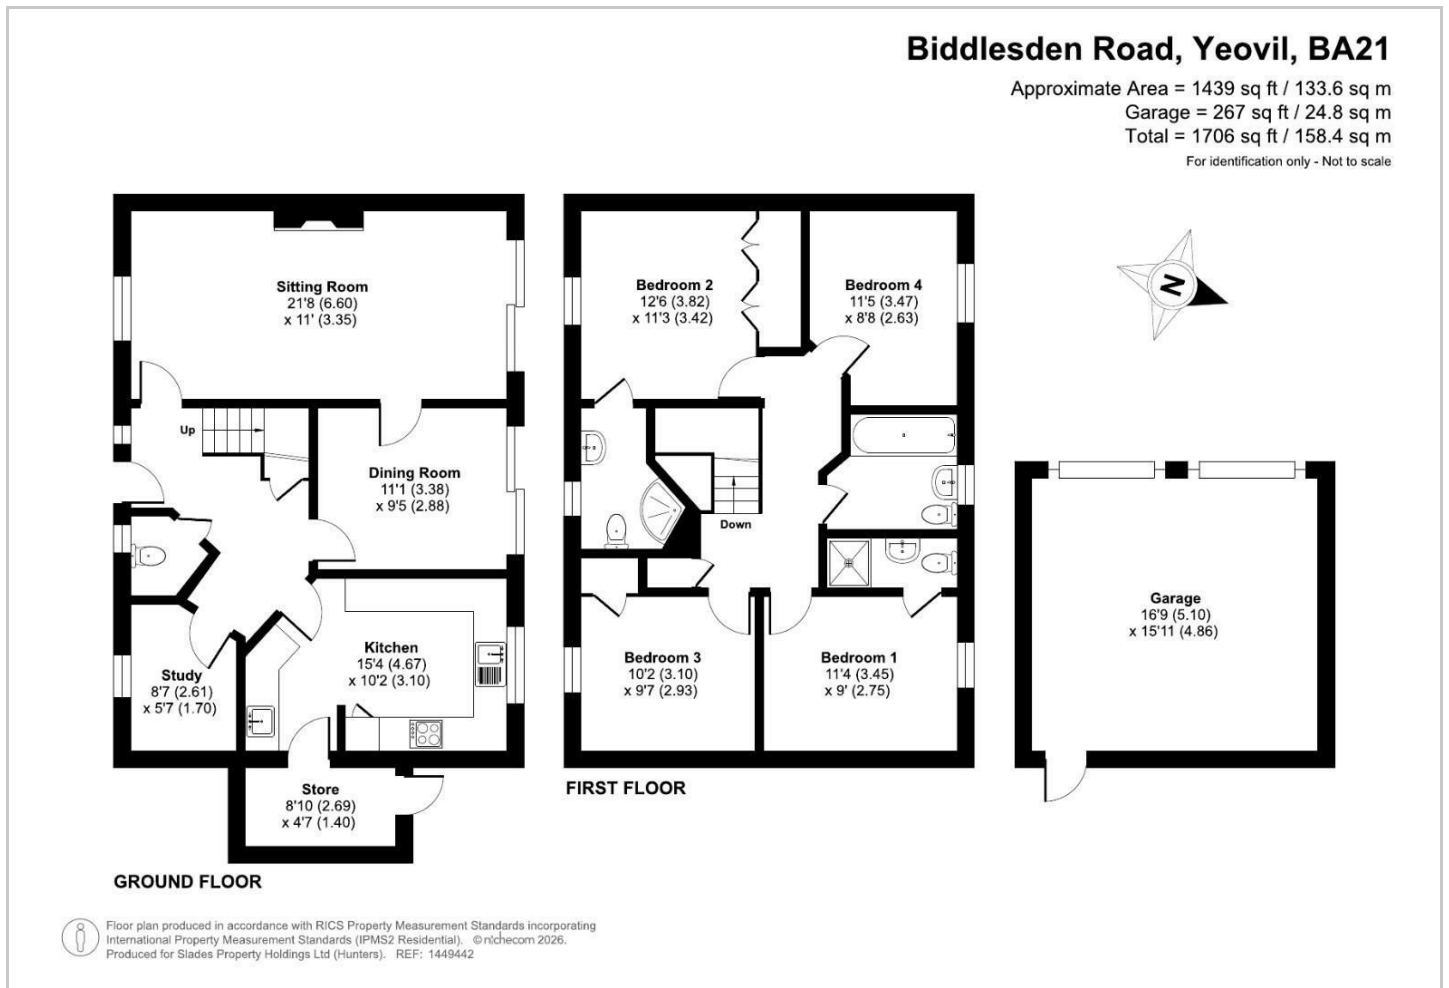 Biddlesden Road, Yeovil, BA21
Approximate Area = 1439 sq ft / 133.6 sq m
Garage = 267 sq ft / 24.8 sq m
Total = 1706 sq ft / 158.4 sq m
For identification only - Not to scale
Sitting Room
21'8 (6.60)
x 11' (3.35)
Up
Dining Room
11'1 (3.38)
x 9'5 (2.88)
Kitchen
15'4 (4.67)
x 10'2 (3.10)
Study
8'7 (2.61)
x 5'7 (1.70)
Store
8'10 (2.69)
x 4'7 (1.40)
GROUND FLOOR
Bedroom 2
12'6 (3.82)
x 11'3 (3.42)
Bedroom 4
11'5 (3.47)
x 8'8 (2.63)
Down
Bedroom 3
10'2 (3.10)
x 9'7 (2.93)
Bedroom 1
11'4 (3.45)
x 9' (2.75)
FIRST FLOOR
N
Garage
16'9 (5.10)
x 15'11 (4.86)
Floor plan produced in accordance with RICS Property Measurement Standards incorporating
International Property Measurement Standards (IPMS2 Residential). © nichecom 2026.
Produced for Slades Property Holdings Ltd (Hunters). REF: 1449442